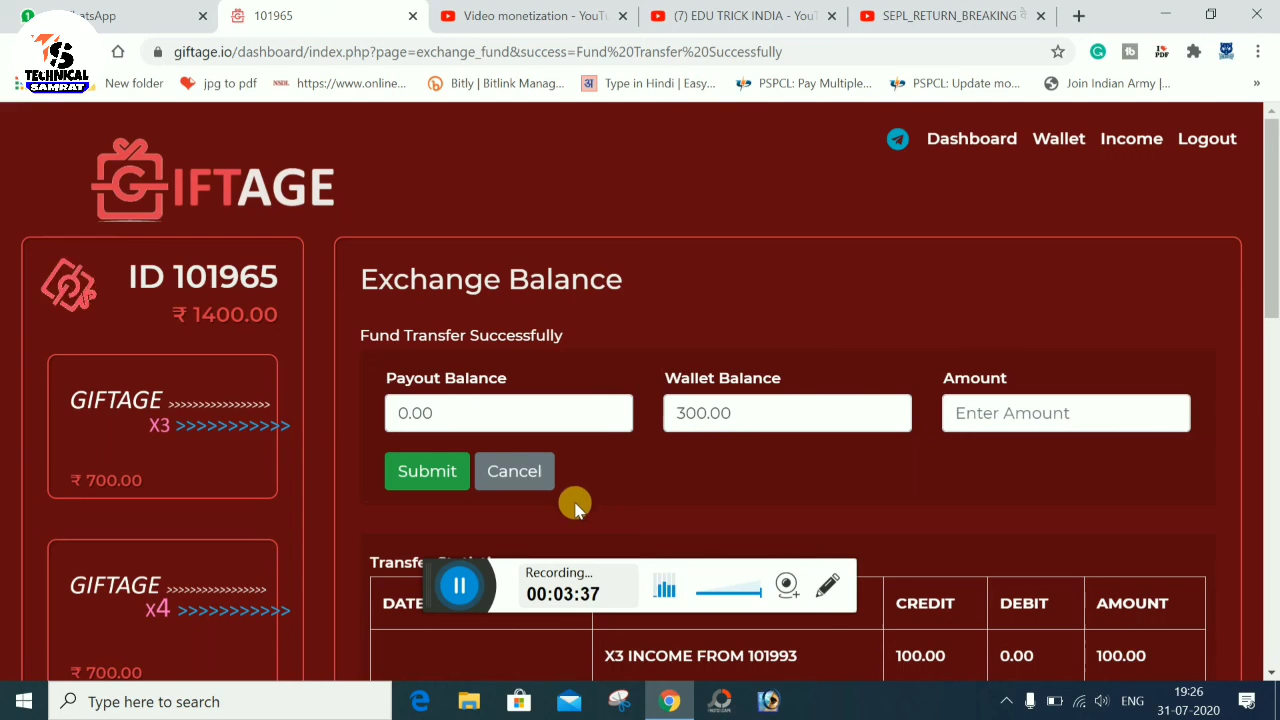 101965
Video monetization - YouTu
(7) EDU TRICK INDIA - YouTu
SEPL_RETURN_BREAKING
giftage.io/dashboard/index.php?page=exchange_fund&success=Fund%20Transfer%20Successfully
TS
TECHNICAL
SAMRAT
New folder
jpg to pdf
NSDL
https://www.online...
Bitly | Bitlink Manag...
अ
Type in Hindi | Easy...
PSPCL: Pay Multiple...
PSPCL: Update mo...
Join Indian Army |...
»
Dashboard
Wallet
Income
Logout
GIFTAGE
ID 101965
₹ 1400.00
GIFTAGE >>>>>>>>>>>>>>>>>
X3 >>>>>>>>>>>
₹ 700.00
GIFTAGE >>>>>>>>>>>>>>>>>
X4 >>>>>>>>>>>
₹ 700.00
Exchange Balance
Fund Transfer Successfully
Payout Balance
Wallet Balance
Amount
0.00
300.00
Enter Amount
Submit
Cancel
Recording...
00:03:37
DATE
CREDIT
DEBIT
AMOUNT
X3 INCOME FROM 101993
100.00
0.00
100.00
Type here to search
ENG
19:26
31-07-2020